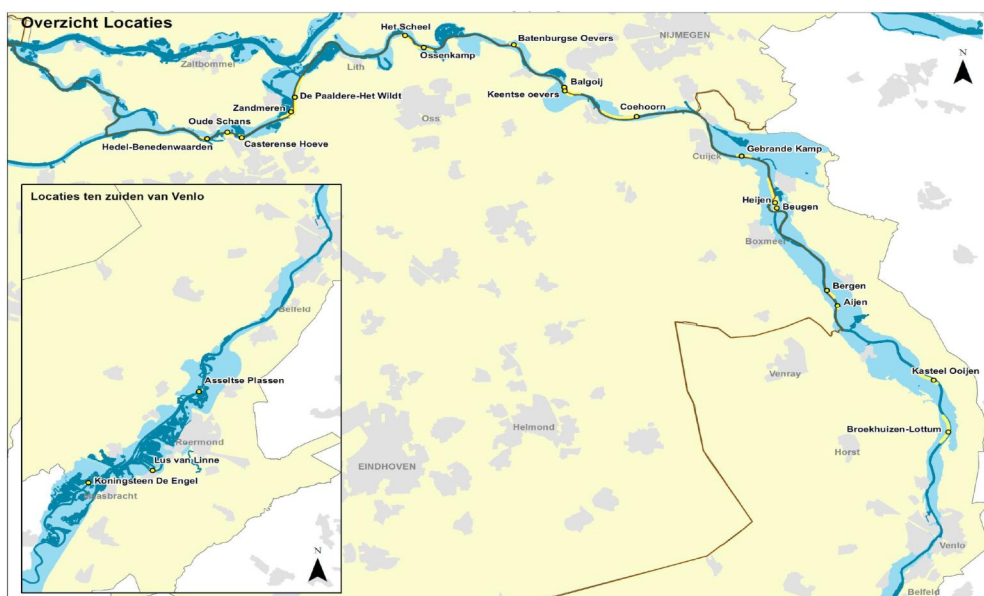 Overzicht Locaties
Het Scheel
Batenburgse Oevers
NIJMEGEN
Ossenkamp
N
Zaltbommel
Lith
Balgoij
Keentse oevers
De Paaldere-Het Wildt
Zandmeren
Coehoorn
Oss
Oude Schans
Hedel-Benedenwaarden
Casterense Hoeve
Gebrande Kamp
Cuijck
Heijen
Beugen
Boxmeer
Bergen
Aijen
Kasteel Ooijen
Venray
Broekhuizen-Lottum
Helmond
Horst
EINDHOVEN
Venlo
Belfeld
Locaties ten zuiden van Venlo
Belfeld
Asseltse Plassen
Roermond
Lus van Linne
Koningsteen De Engel
Maasbracht
N